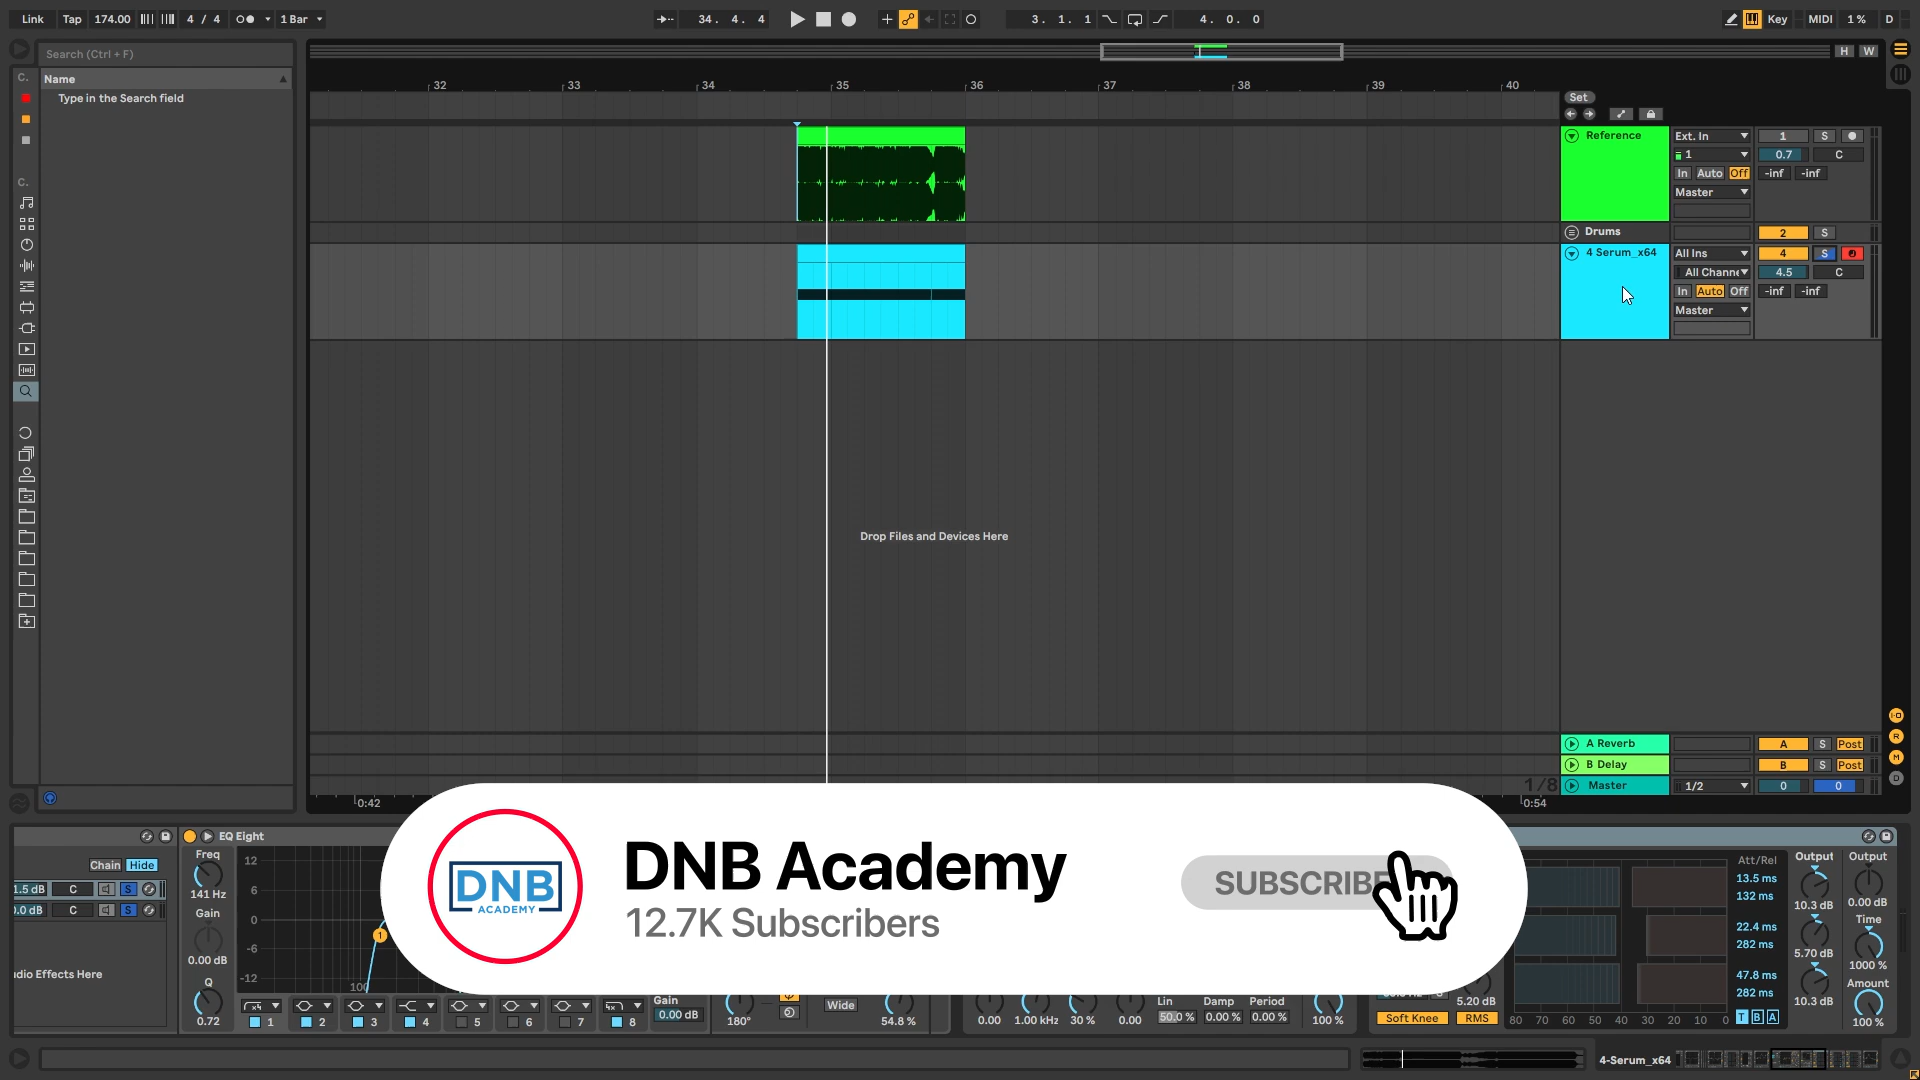 Link Tap 174.00 4 / 4 1 Bar 34. 4. 4 3. 1. 1 4. 0. 0 Key MIDI 1 % D
Search (Ctrl + F)
H W
C. Name
Type in the Search field
C.
32 33 34 35 36 37 38 39 40
Set
Reference Ext. In 1 S
1 0.7 C
In Auto Off -inf -inf
Master
Drums 2 S
4 Serum_x64 All Ins 4 S
All Channe 4.5 C
In Auto Off -inf -inf
Master
Drop Files and Devices Here
A Reverb A S Post
B Delay B S Post
1/8 Master 1/2 0 0
0:42 0:54
DNB
ACADEMY
DNB Academy
12.7K Subscribers
SUBSCRIBE
EQ Eight
Chain Hide
1.5 dB C S
0.0 dB C S
udio Effects Here
Freq
141 Hz
Gain
0.00 dB
Q
0.72
12
6
0
-6
-12
100
1
1 2 3 4 5 6 7 8
Gain
0.00 dB
180°
Wide
54.8 %
0.00 1.00 kHz 30 % 0.00
Lin Damp Period
50.0 % 0.00 % 0.00 %
100 %
5.20 dB
Soft Knee RMS
80 70 60 50 40 30 20 10 0
T B A
Att/Rel
13.5 ms
132 ms
22.4 ms
282 ms
47.8 ms
282 ms
Output
10.3 dB
5.70 dB
10.3 dB
Output
0.00 dB
Time
1000 %
Amount
100 %
4-Serum_x64